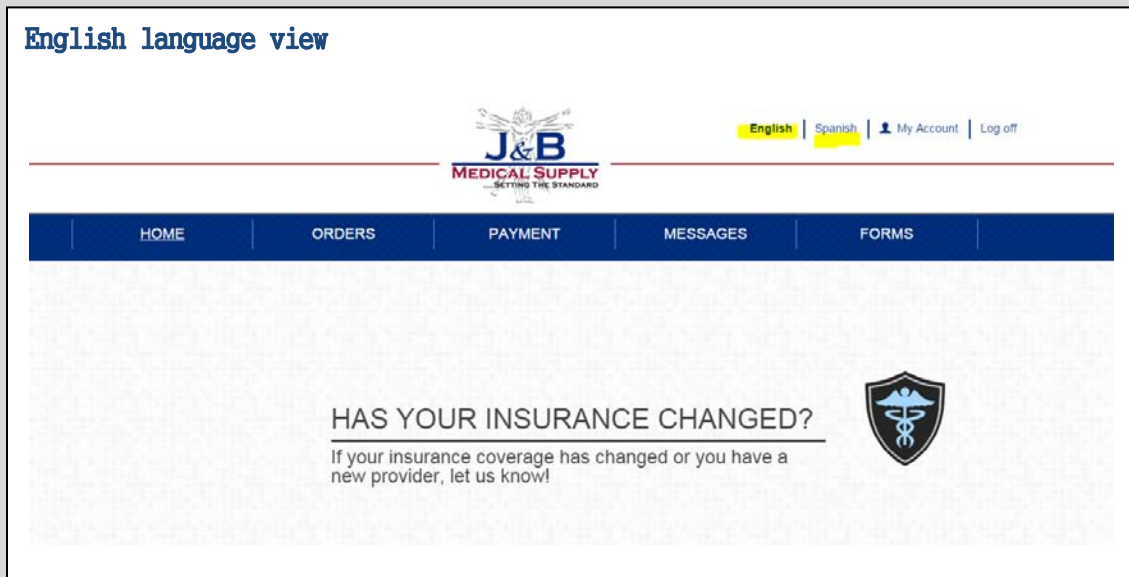 English language view
English | Spanish | My Account | Log off
J&B
MEDICAL SUPPLY
....SETTING THE STANDARD
HOME ORDERS PAYMENT MESSAGES FORMS
HAS YOUR INSURANCE CHANGED?
If your insurance coverage has changed or you have a
new provider, let us know!